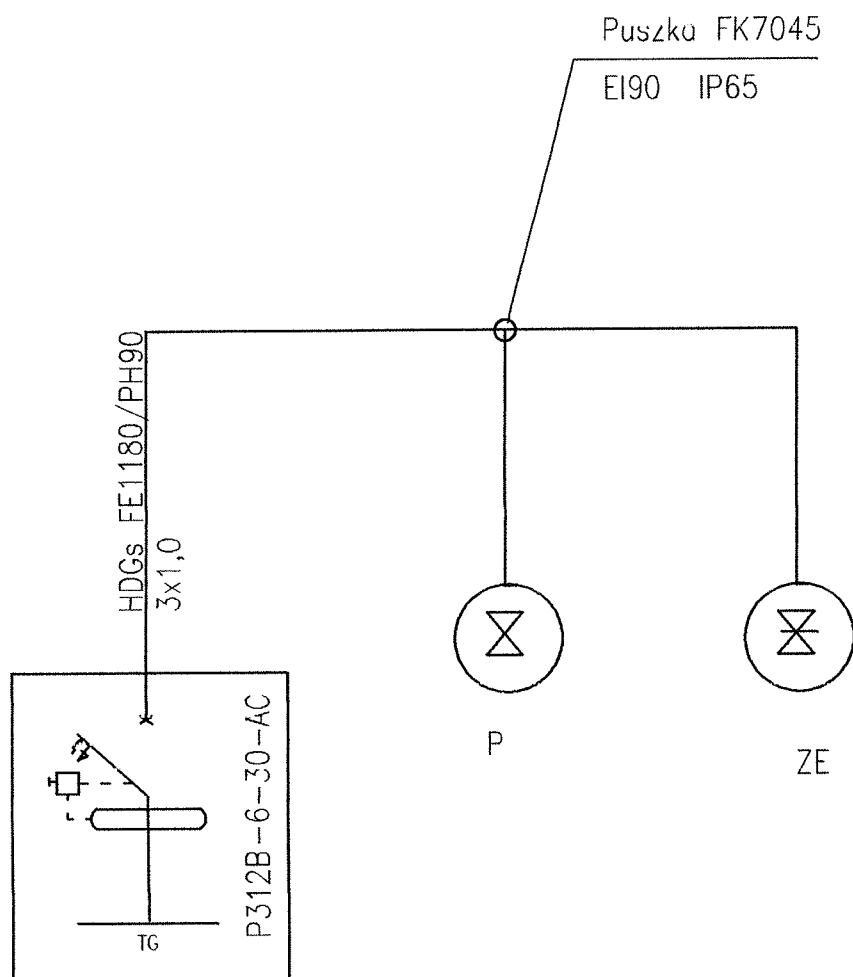 Puszka FK7045
EI90 IP65
HDGs FE1180/PH90
3x1,0
P312B-6-30-AC
P
ZE
TG